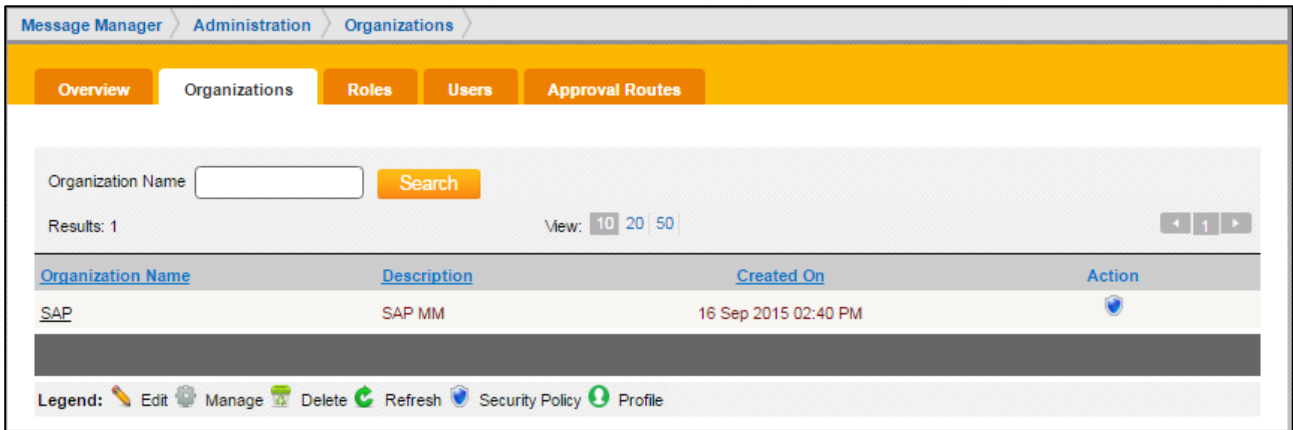 Message Manager Administration Organizations
Overview Organizations Roles Users Approval Routes
Organization Name Search
Results: 1 View: 10 20 50 1
Organization Name Description Created On Action
SAP SAP MM 16 Sep 2015 02:40 PM
Legend: Edit Manage Delete Refresh Security Policy Profile